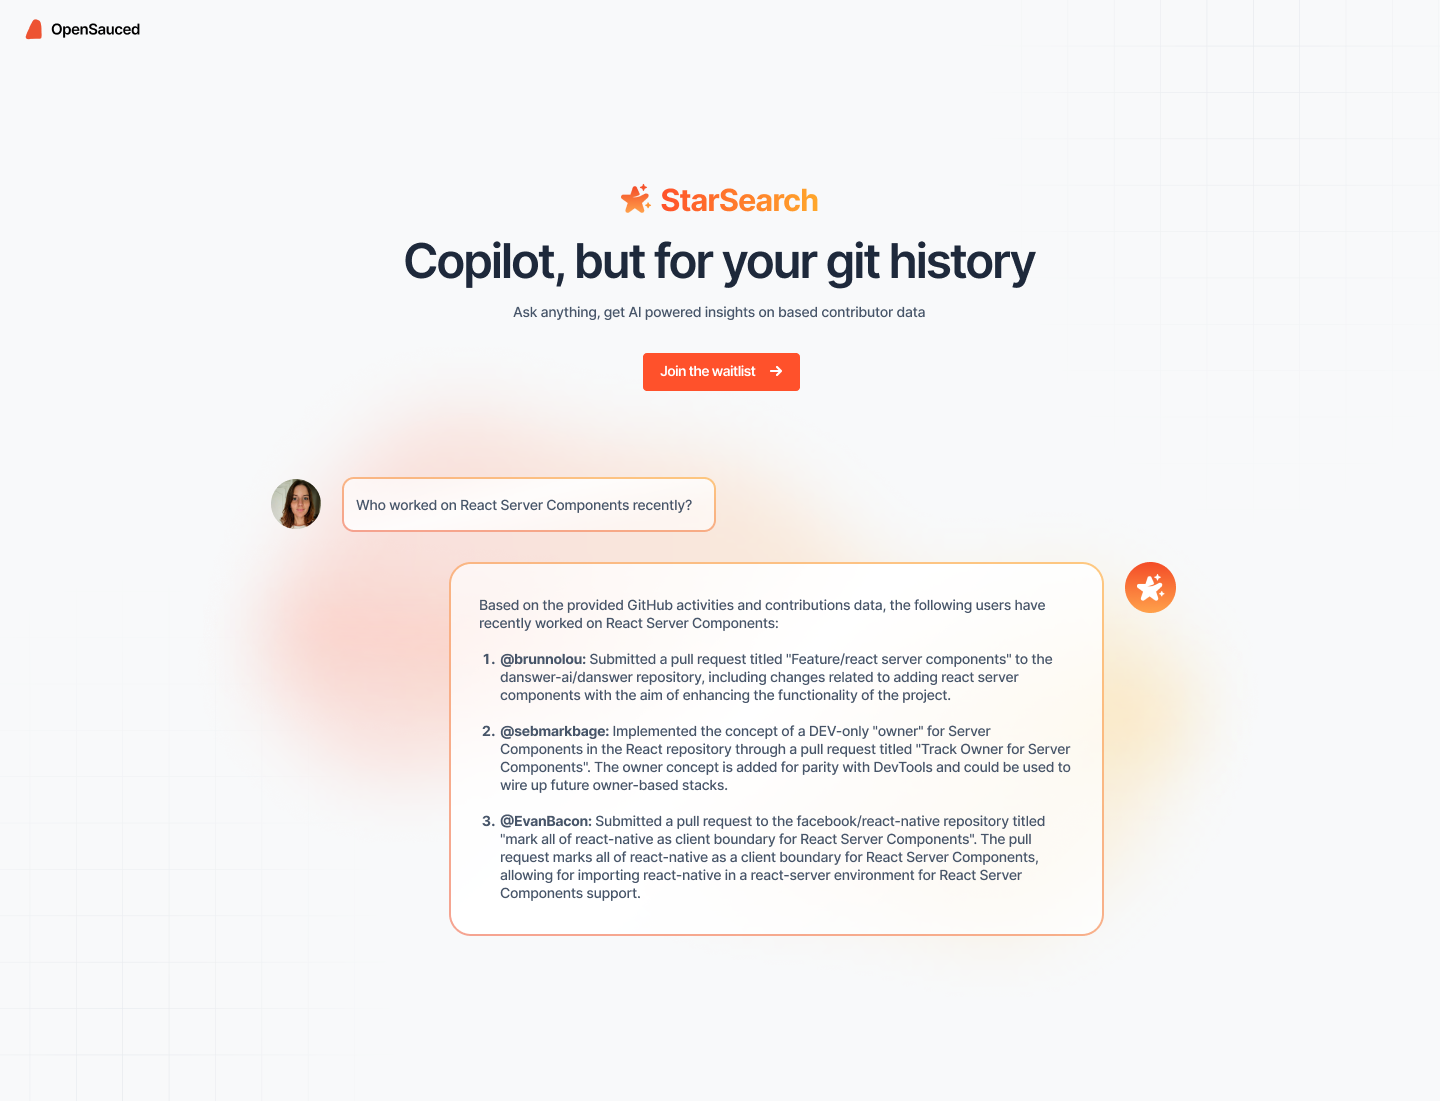 OpenSauced
StarSearch
Copilot, but for your git history
Ask anything, get AI powered insights on based contributor data
Join the waitlist
Who worked on React Server Components recently?
Based on the provided GitHub activities and contributions data, the following users have
recently worked on React Server Components:
1. @brunnolou: Submitted a pull request titled "Feature/react server components" to the
danswer-ai/danswer repository, including changes related to adding react server
components with the aim of enhancing the functionality of the project.
2. @sebmarkbage: Implemented the concept of a DEV-only "owner" for Server
Components in the React repository through a pull request titled "Track Owner for Server
Components". The owner concept is added for parity with DevTools and could be used to
wire up future owner-based stacks.
3. @EvanBacon: Submitted a pull request to the facebook/react-native repository titled
"mark all of react-native as client boundary for React Server Components". The pull
request marks all of react-native as a client boundary for React Server Components,
allowing for importing react-native in a react-server environment for React Server
Components support.